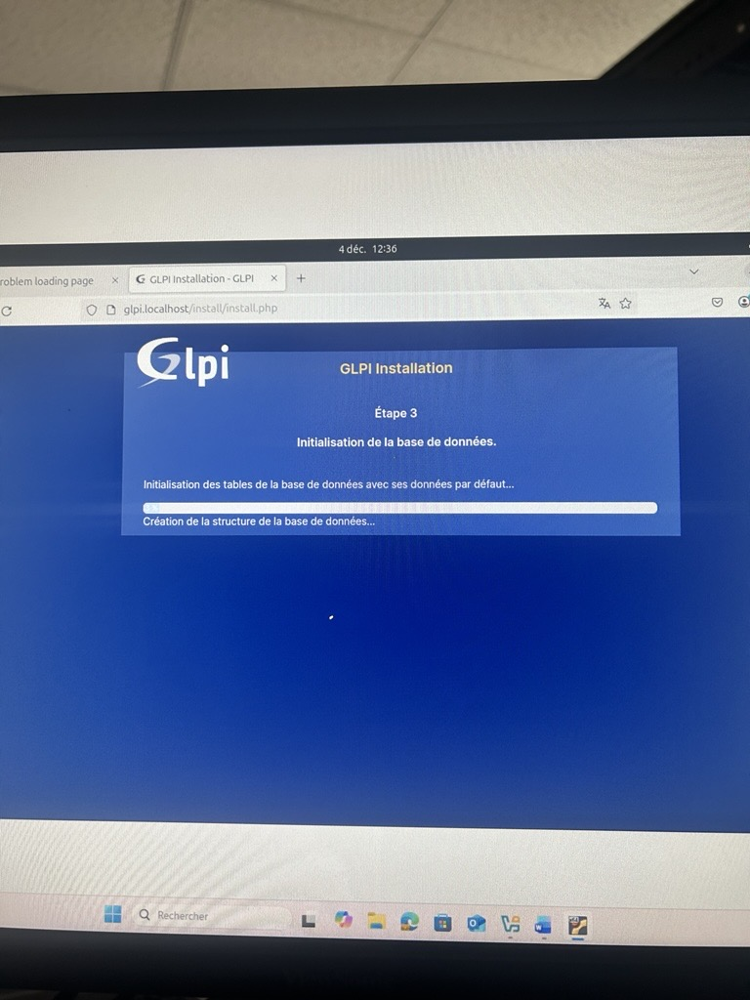 4 déc. 12:36
roblem loading page
GLPI Installation - GLPI
glpi.localhost/install/install.php
Glpi
GLPI Installation
Étape 3
Initialisation de la base de données.
Initialisation des tables de la base de données avec ses données par défaut...
Création de la structure de la base de données...
Rechercher